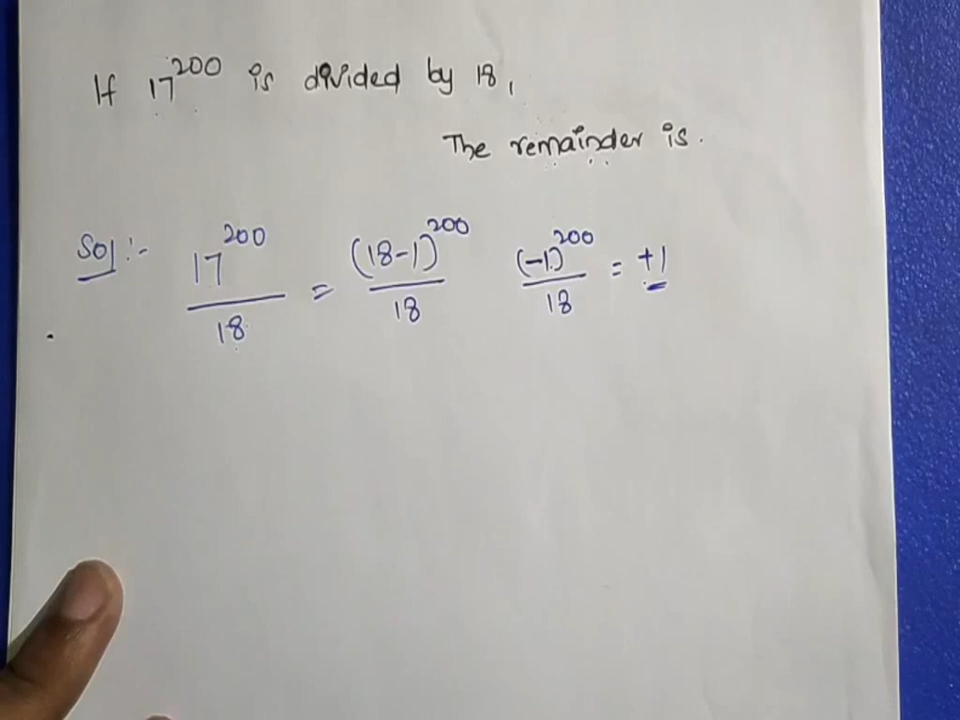 If 17^200 is divided by 18,
The remainder is.
Sol:- 17^200/18 = (18-1)^200/18 (-1)^200/18 = +1